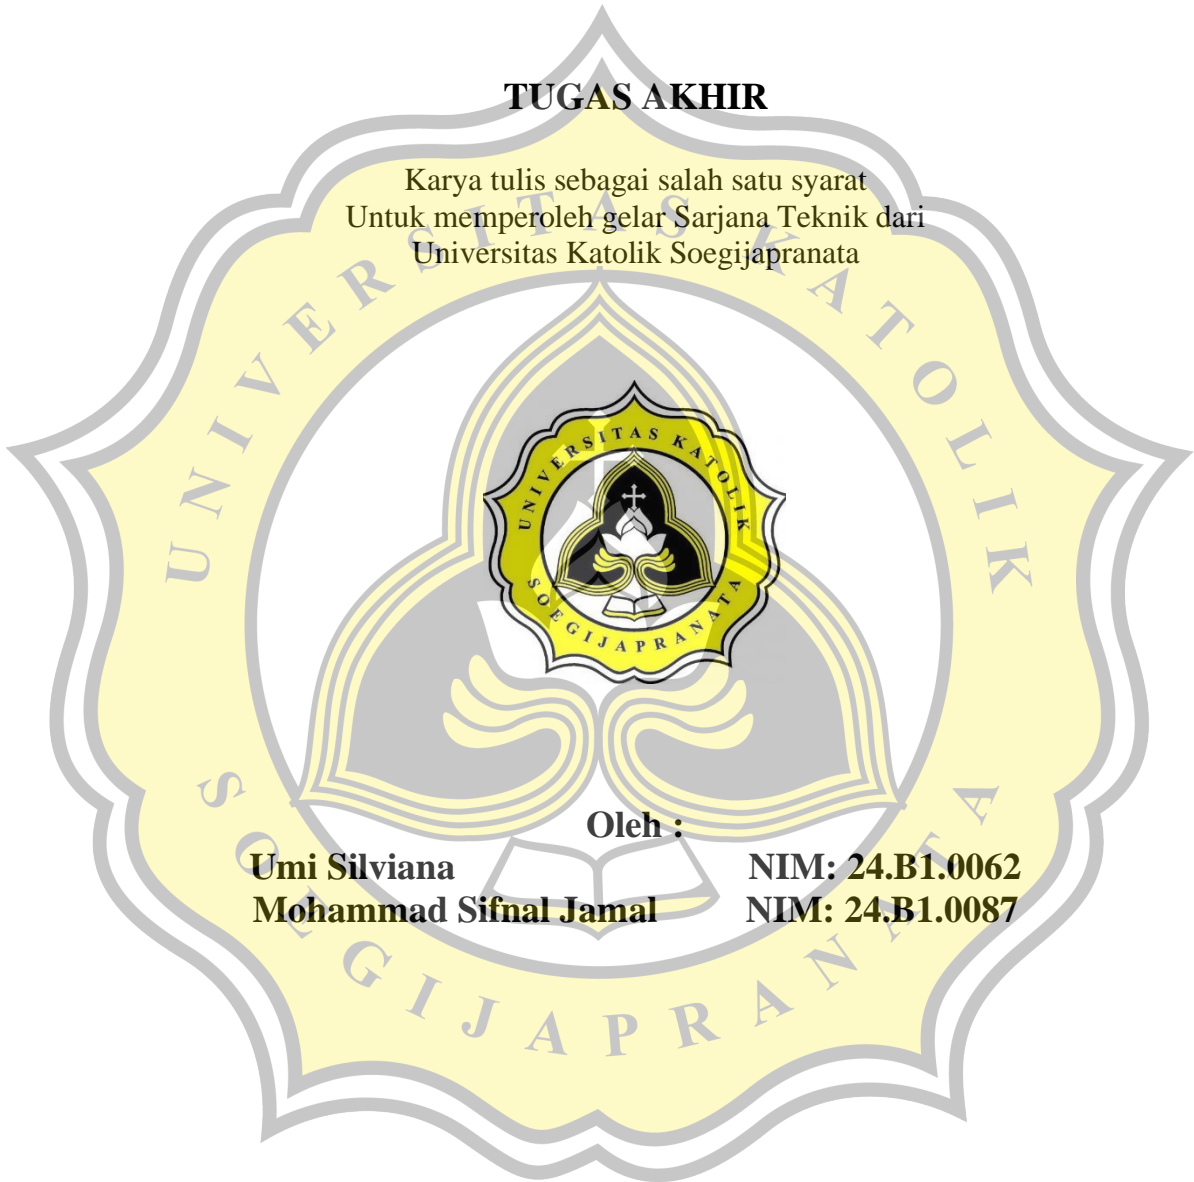 TUGAS AKHIR
Karya tulis sebagai salah satu syarat
Untuk memperoleh gelar Sarjana Teknik dari
Universitas Katolik Soegijapranata
UNIVERSITAS KATOLIK
SOEGIJAPRANATA
UNIVERSITAS KATOLIK
SOEGIJAPRANATA
Oleh :
Umi Silviana NIM: 24.B1.0062
Mohammad Sifnal Jamal NIM: 24.B1.0087